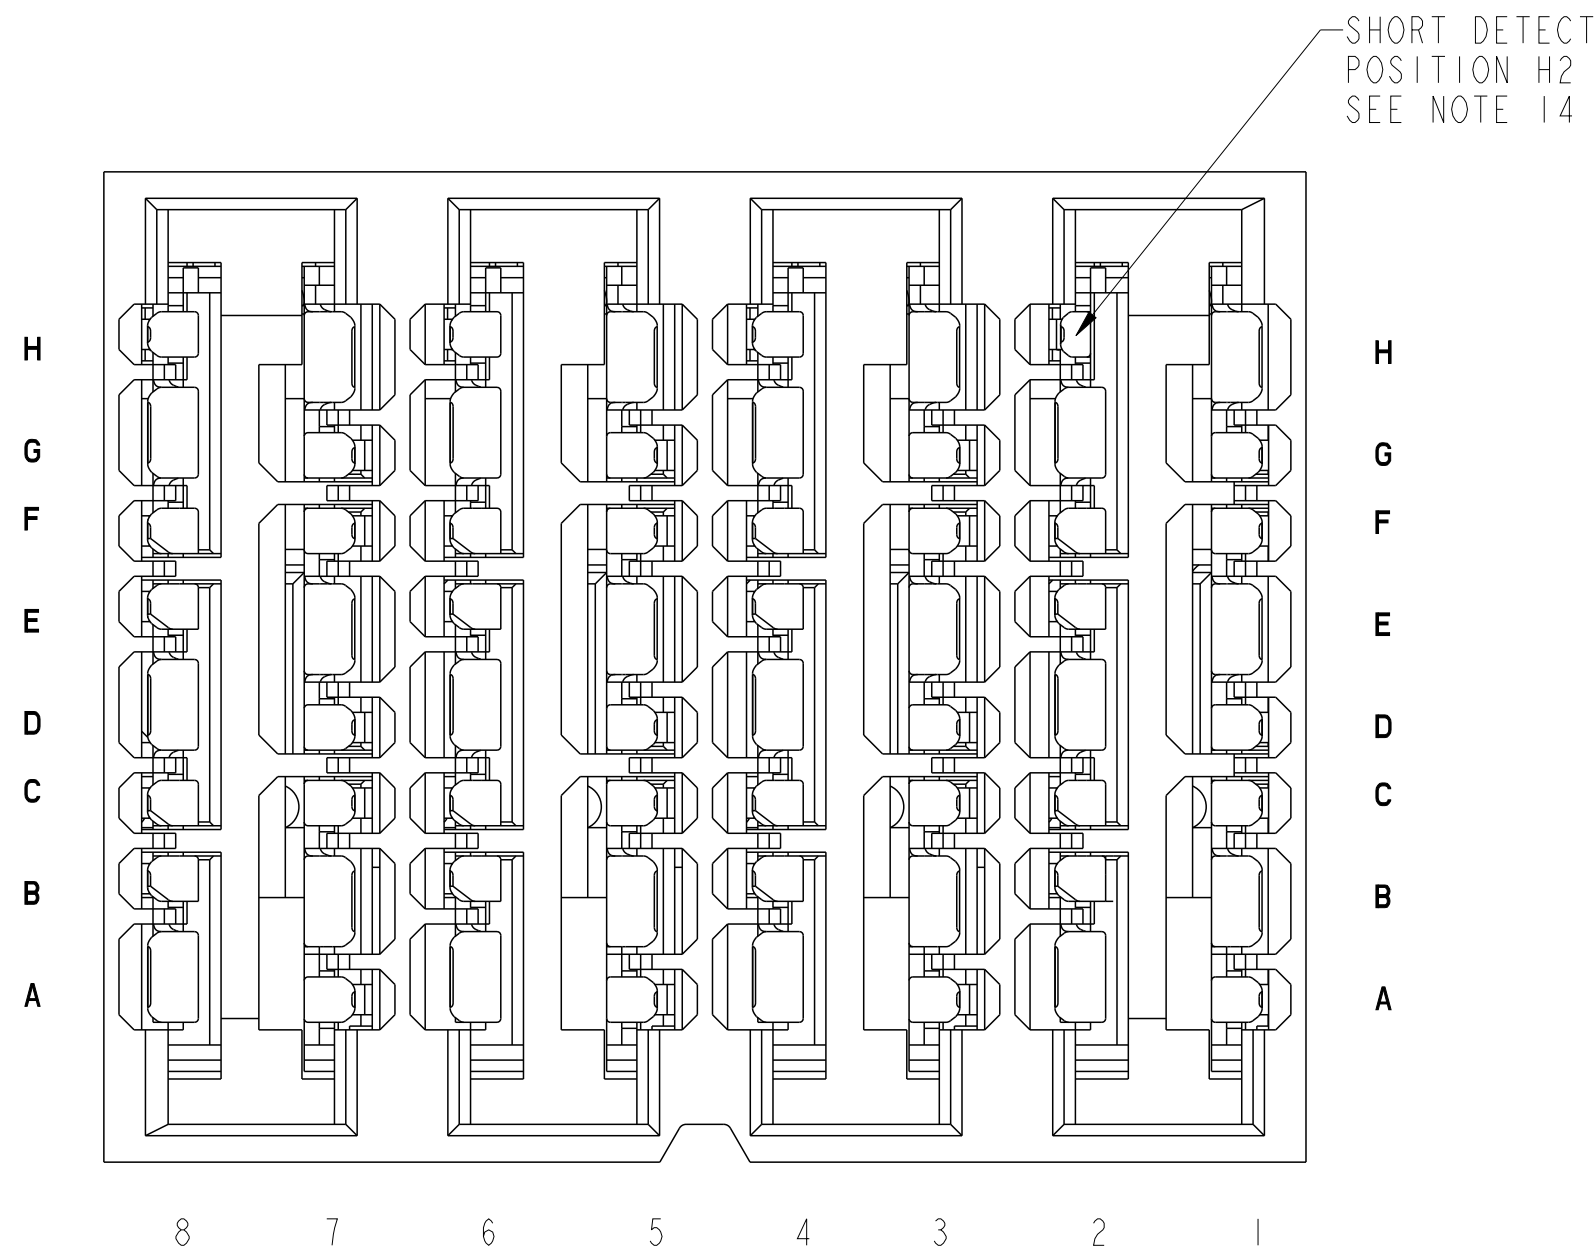 SHORT DETECT
POSITION H2
SEE NOTE 14
H H
G G
F F
E E
D D
C C
B B
A A
8 7 6 5 4 3 2 1